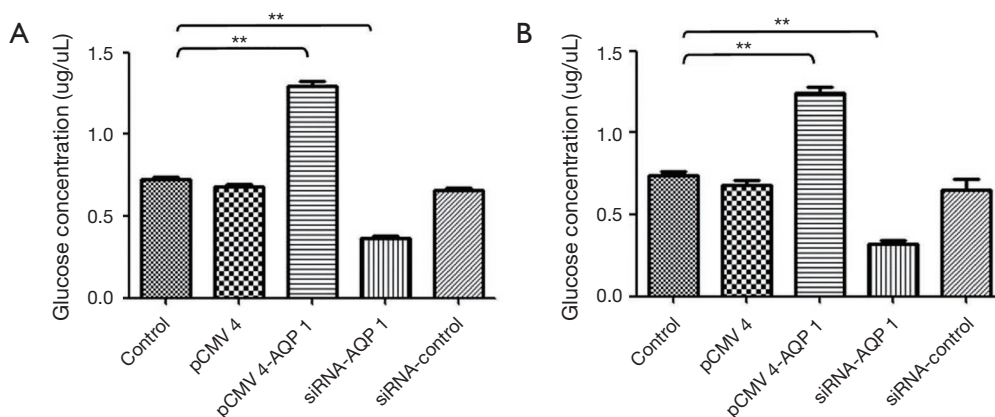 A
**
**
Glucose concentration (ug/uL)
1.5
1.0
0.5
0.0
Control
pCMV 4
pCMV 4-AQP 1
siRNA-AQP 1
siRNA-control
B
**
**
Glucose concentration (ug/uL)
1.5
1.0
0.5
0.0
Control
pCMV 4
pCMV 4-AQP 1
siRNA-AQP 1
siRNA-control